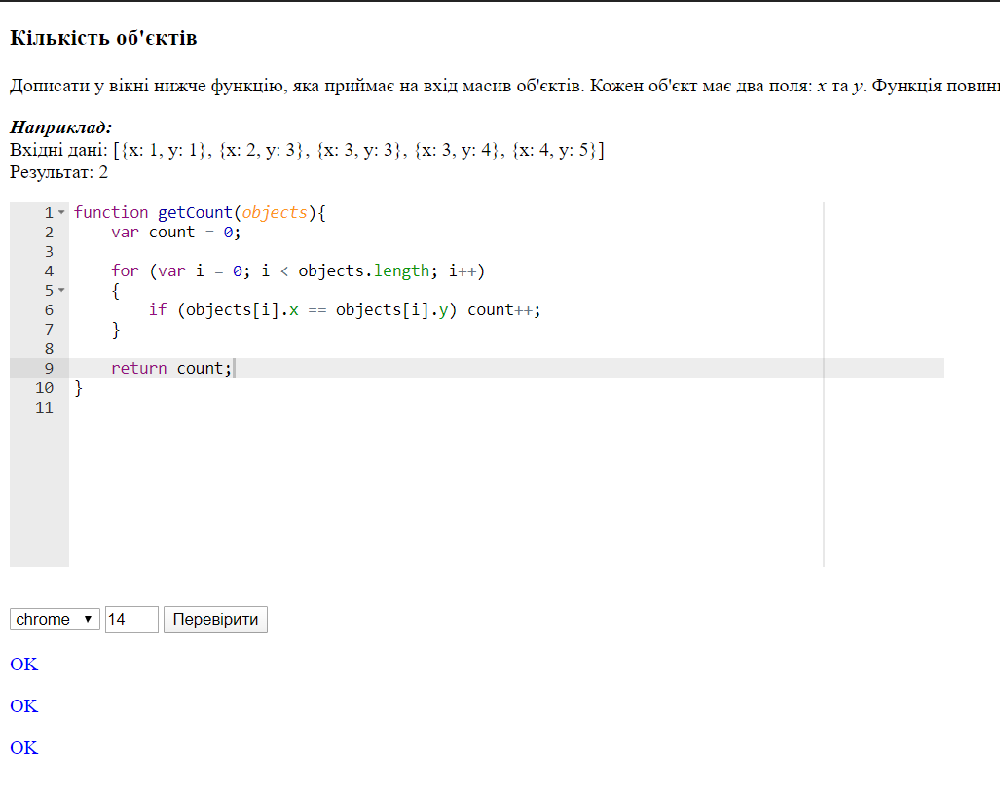 Кількість об'єктів
Дописати у вікні нижче функцію, яка приймає на вхід масив об'єктів. Кожен об'єкт має два поля: x та y. Функція
Наприклад:
Вхідні дані: [{x: 1, y: 1}, {x: 2, y: 3}, {x: 3, y: 3}, {x: 3, y: 4}, {x: 4, y: 5}]
Результат: 2
1 function getCount(objects){
2 var count = 0;
3
4 for (var i = 0; i < objects.length; i++)
5 {
6 if (objects[i].x == objects[i].y) count++;
7 }
8
9 return count;
10 }
11
chrome 14 Перевірити
OK
OK
OK